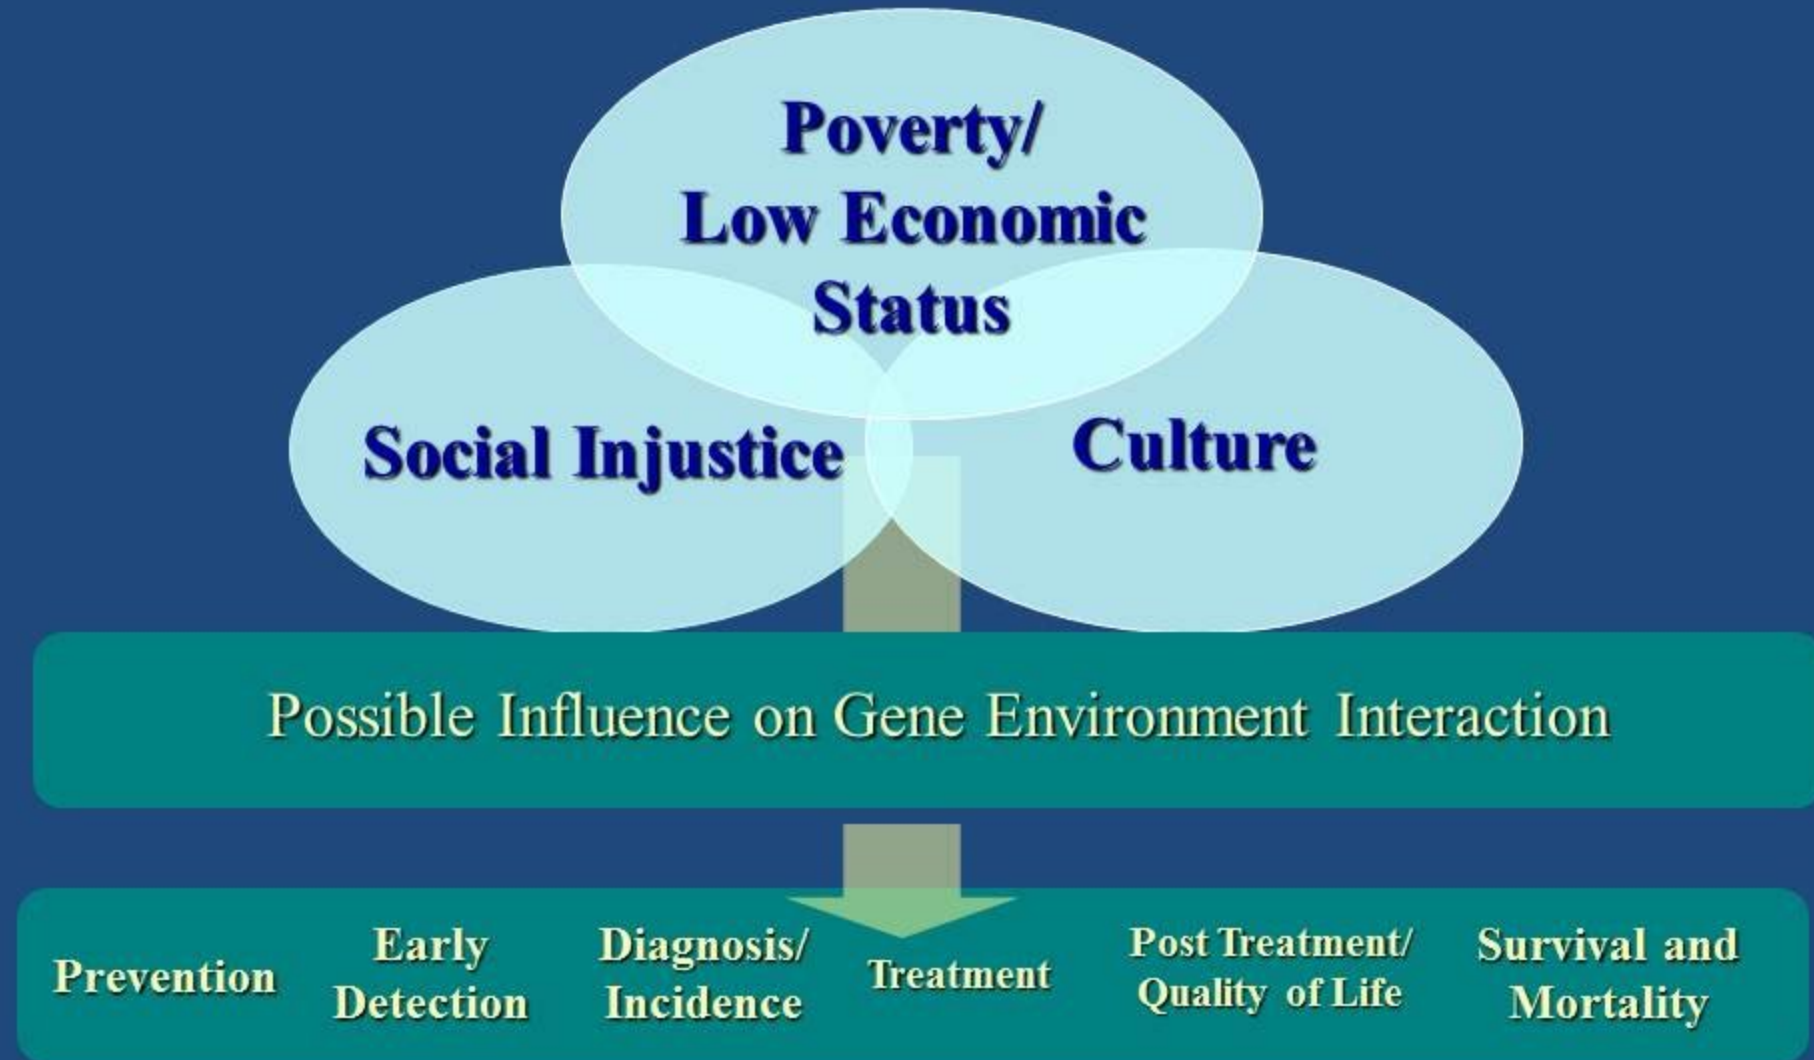 Poverty/
Low Economic
Status
Social Injustice
Culture
Possible Influence on Gene Environment Interaction
Prevention
Early
Detection
Diagnosis/
Incidence
Treatment
Post Treatment/
Quality of Life
Survival and
Mortality